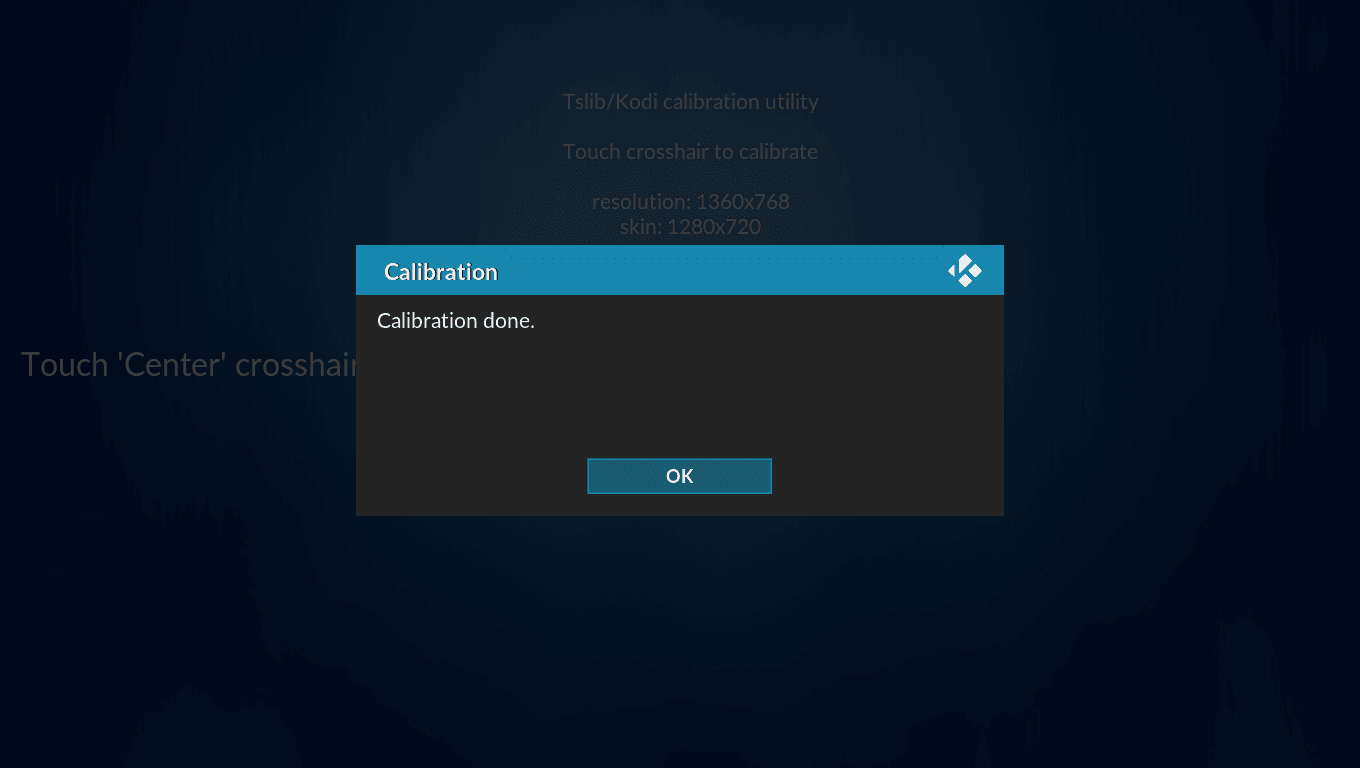 Tslib/Kodi calibration utility
Touch crosshair to calibrate
resolution: 1360x768
skin: 1280x720
Calibration
Calibration done.
Touch 'Center' crosshair
OK